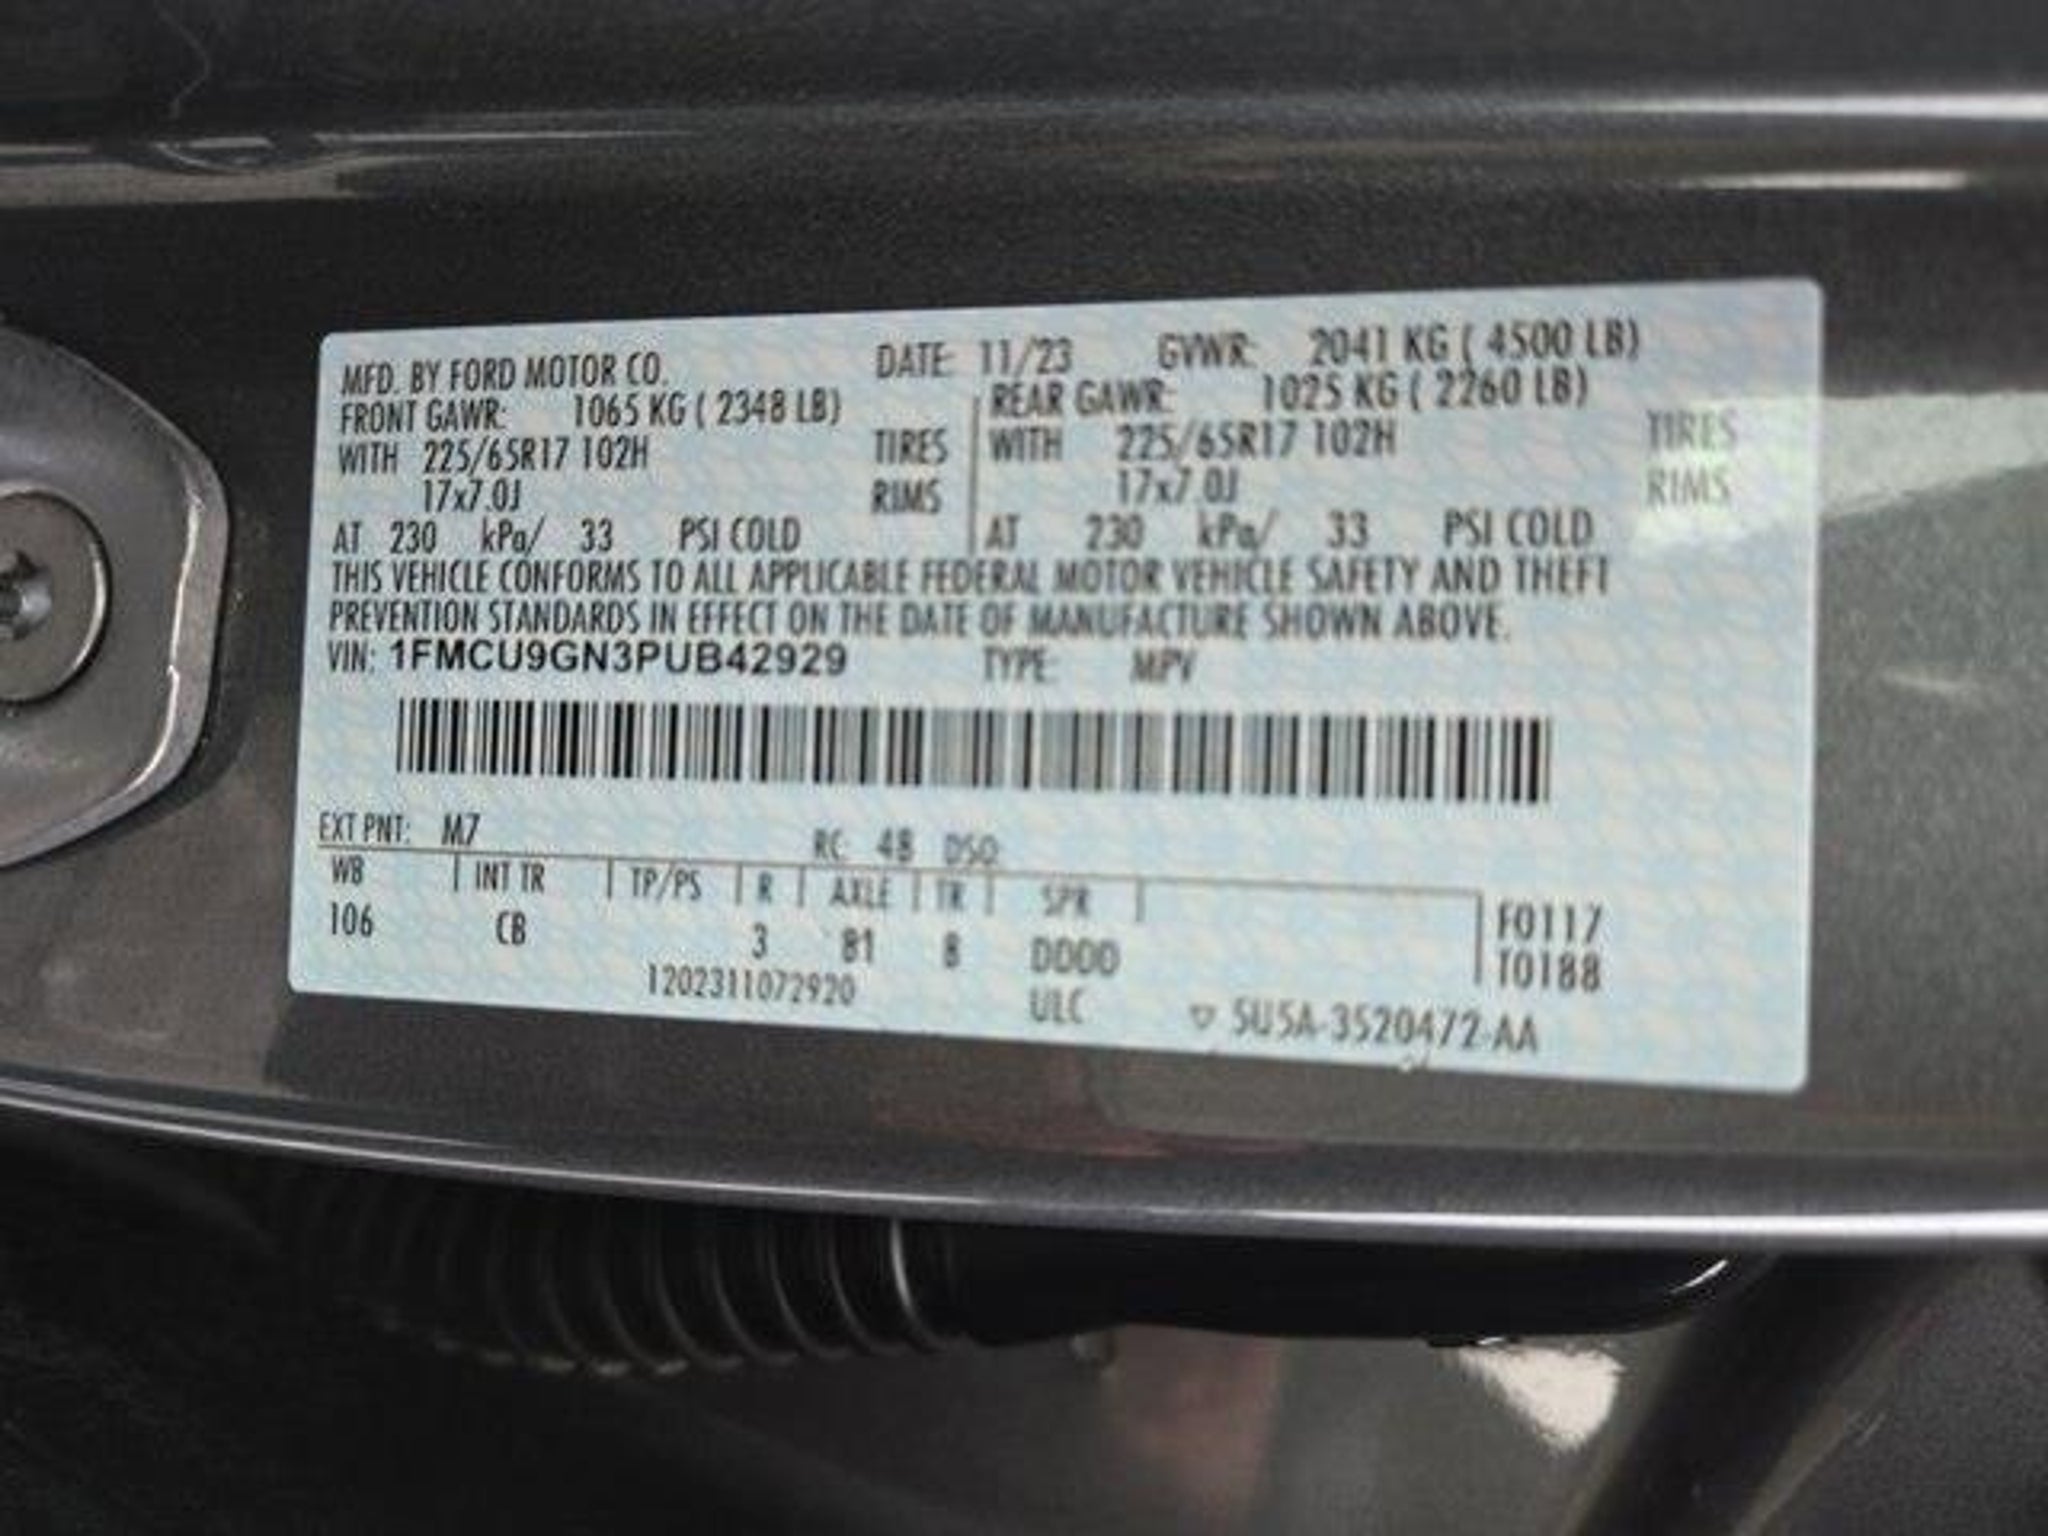 MFD. BY FORD MOTOR CO. DATE: 11/23 GVWR: 2041 KG ( 4500 LB)
FRONT GAWR: 1065 KG ( 2348 LB) REAR GAWR: 1025 KG ( 2260 LB)
WITH 225/65R17 102H TIRES WITH 225/65R17 102H TIRES
17x7.0J RIMS 17x7.0J RIMS
AT 230 kPa/ 33 PSI COLD AT 230 kPa/ 33 PSI COLD
THIS VEHICLE CONFORMS TO ALL APPLICABLE FEDERAL MOTOR VEHICLE SAFETY AND THEFT
PREVENTION STANDARDS IN EFFECT ON THE DATE OF MANUFACTURE SHOWN ABOVE.
VIN: 1FMCU9GN3PUB42929 TYPE: MPV
EXT PNT: M7 RC: 48 DSO:
WB INT TR TP/PS R AXLE TR SPR F0117
106 CB 3 B1 8 DDDD T0188
1202311072920 ULC ▽ 5U5A-3520472-AA